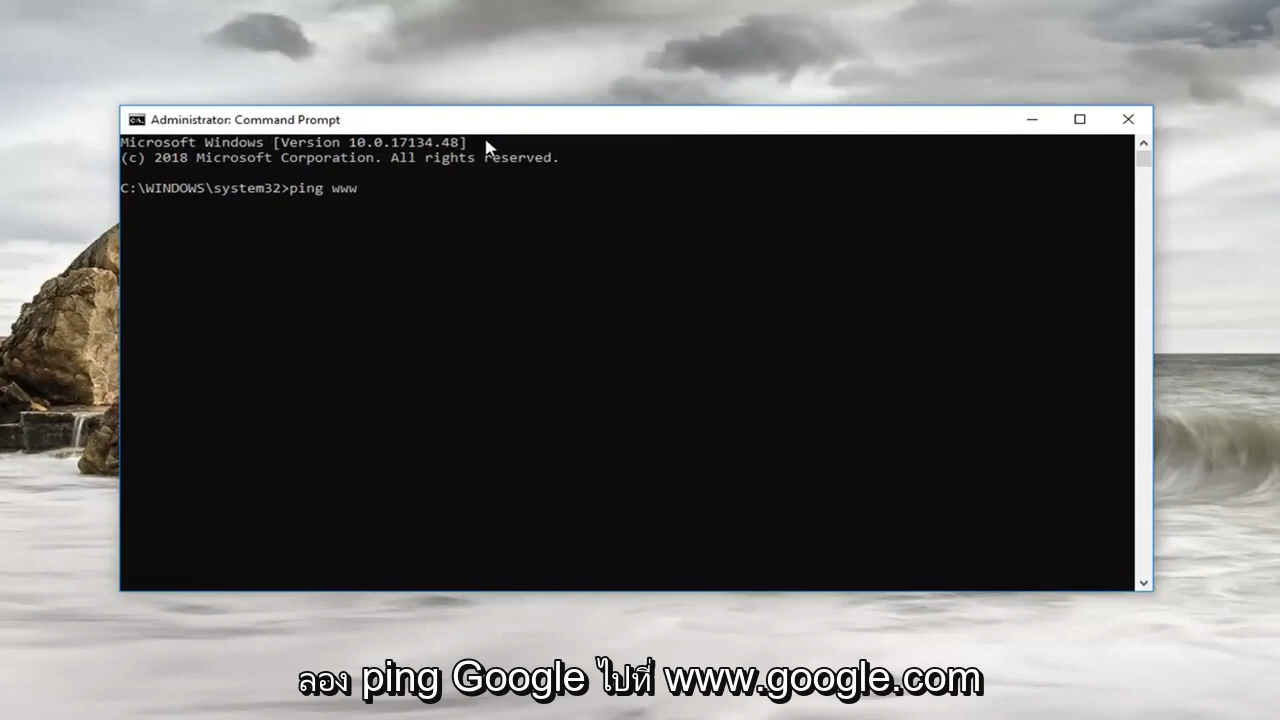 Administrator: Command Prompt
Microsoft Windows [Version 10.0.17134.48]
(c) 2018 Microsoft Corporation. All rights reserved.
C:\WINDOWS\system32>ping www
ลอง ping Google ไปที่ www.google.com